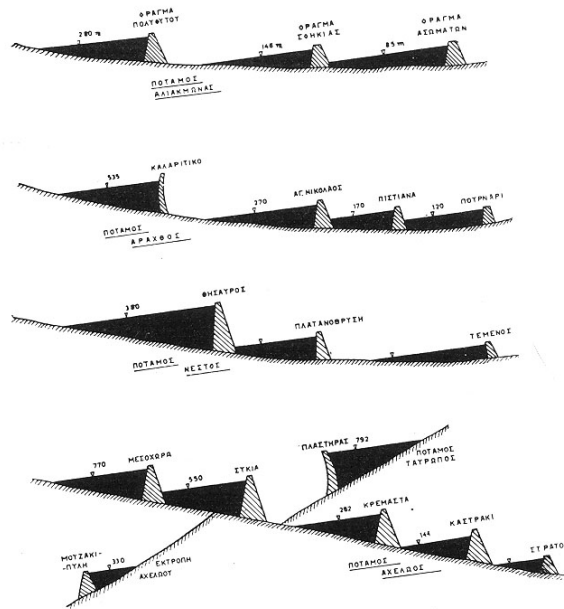 ΦΡΑΓΜΑ
ΠΟΛΥΦΥΤΟΥ
280 m
ΦΡΑΓΜΑ
ΣΦΗΚΙΑΣ
146 m
ΦΡΑΓΜΑ
ΑΣΩΜΑΤΩΝ
85 m
ΠΟΤΑΜΟΣ
ΑΛΙΑΚΜΩΝΑΣ
ΚΑΛΑΡΙΤΙΚΟ
535
ΑΓ. ΝΙΚΟΛΑΟΣ
270
ΠΙΣΤΙΑΝΑ
170
ΠΟΥΡΝΑΡΙ
120
ΠΟΤΑΜΟΣ
ΑΡΑΧΘΟΣ
ΘΗΣΑΥΡΟΣ
380
ΠΛΑΤΑΝΟΒΡΥΣΗ
ΤΕΜΕΝΟΣ
ΠΟΤΑΜΟΣ
ΝΕΣΤΟΣ
ΜΕΣΟΧΩΡΑ
770
ΣΥΚΙΑ
550
ΠΛΑΣΤΗΡΑΣ
792
ΠΟΤΑΜΟΣ
ΤΑΥΡΩΠΟΣ
ΚΡΕΜΑΣΤΑ
282
ΚΑΣΤΡΑΚΙ
144
ΣΤΡΑΤΟ
ΜΟΥΖΑΚΙ-
-ΠΥΛΗ
330
ΕΚΤΡΟΠΗ
ΑΧΕΛΩΟΥ
ΠΟΤΑΜΟΣ
ΑΧΕΛΩΟΣ